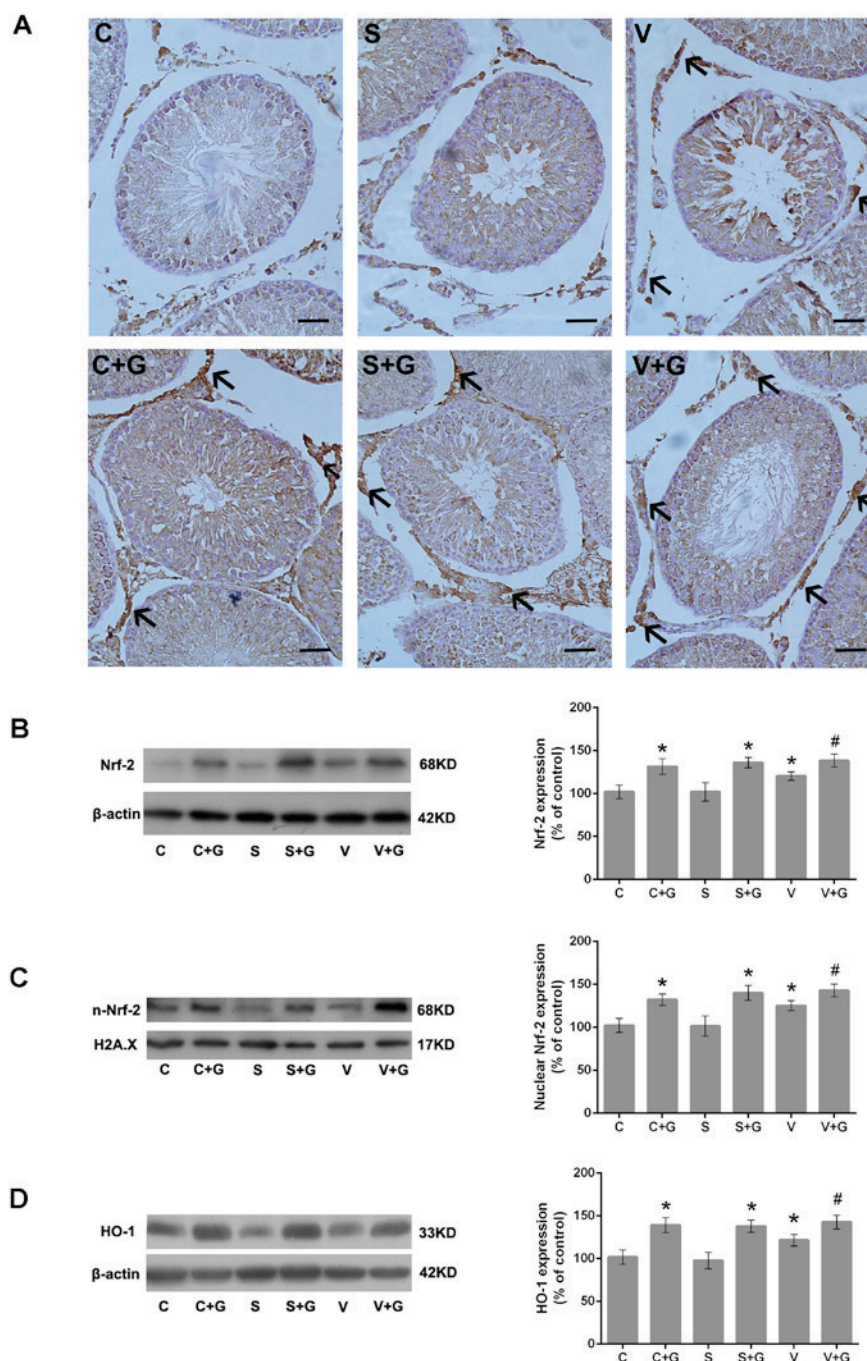 A
C
S
V
C+G
S+G
V+G
B
Nrf-2
68KD
β-actin
42KD
C C+G S S+G V V+G
Nrf-2 expression
(% of control)
200
150
100
50
0
* * * #
C C+G S S+G V V+G
C
n-Nrf-2
68KD
H2A.X
17KD
C C+G S S+G V V+G
Nuclear Nrf-2 expression
(% of control)
200
150
100
50
0
* * * #
C C+G S S+G V V+G
D
HO-1
33KD
β-actin
42KD
C C+G S S+G V V+G
HO-1 expression
(% of control)
200
150
100
50
0
* * * #
C C+G S S+G V V+G